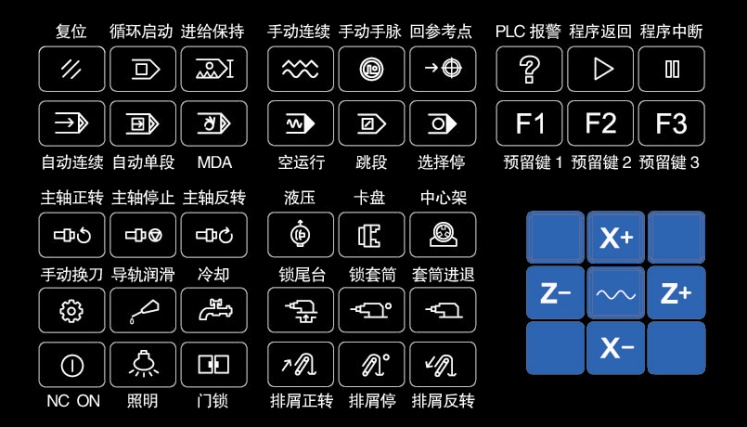 复位 循环启动 进给保持 手动连续 手动手脉 回参考点 PLC 报警 程序返回 程序中断
F1 F2 F3
自动连续 自动单段 MDA 空运行 跳段 选择停 预留键 1 预留键 2 预留键 3
主轴正转 主轴停止 主轴反转 液压 卡盘 中心架
X+
手动换刀 导轨润滑 冷却 锁尾台 锁套筒 套筒进退
Z- Z+
X-
NC ON 照明 门锁 排屑正转 排屑停 排屑反转